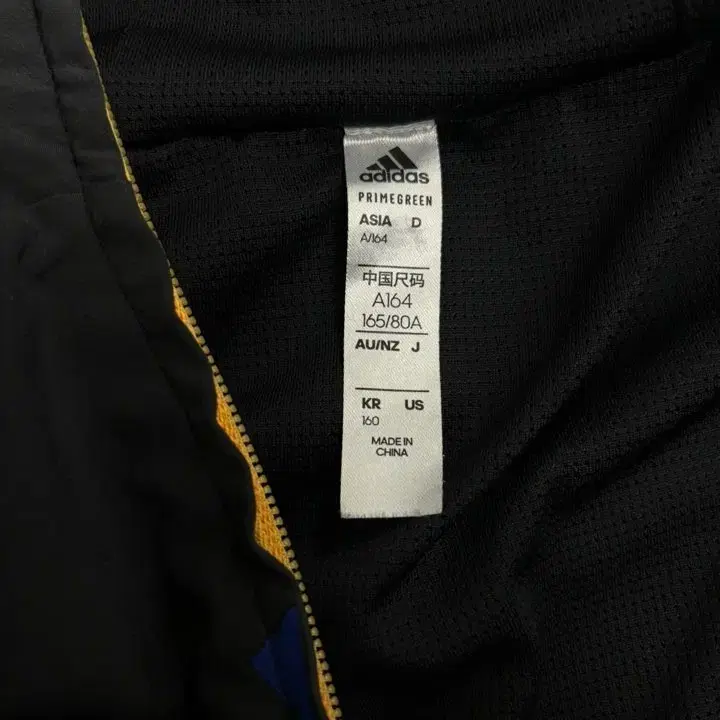 adidas
PRIMEGREEN
ASIA D
A/164
中国尺码
A164
165/80A
AU/NZ J
KR US
160
MADE IN
CHINA